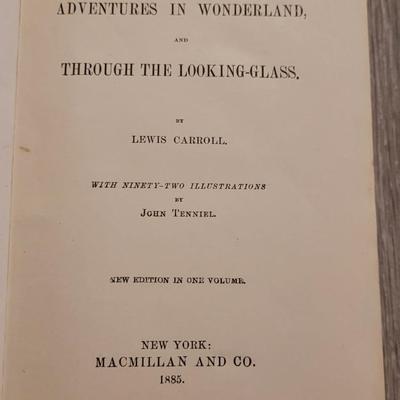 ADVENTURES IN WONDERLAND,
AND
THROUGH THE LOOKING-GLASS.
BY
LEWIS CARROLL.
WITH NINETY-TWO ILLUSTRATIONS
BY
JOHN TENNIEL.
NEW EDITION IN ONE VOLUME.
NEW YORK:
MACMILLAN AND CO.
1885.